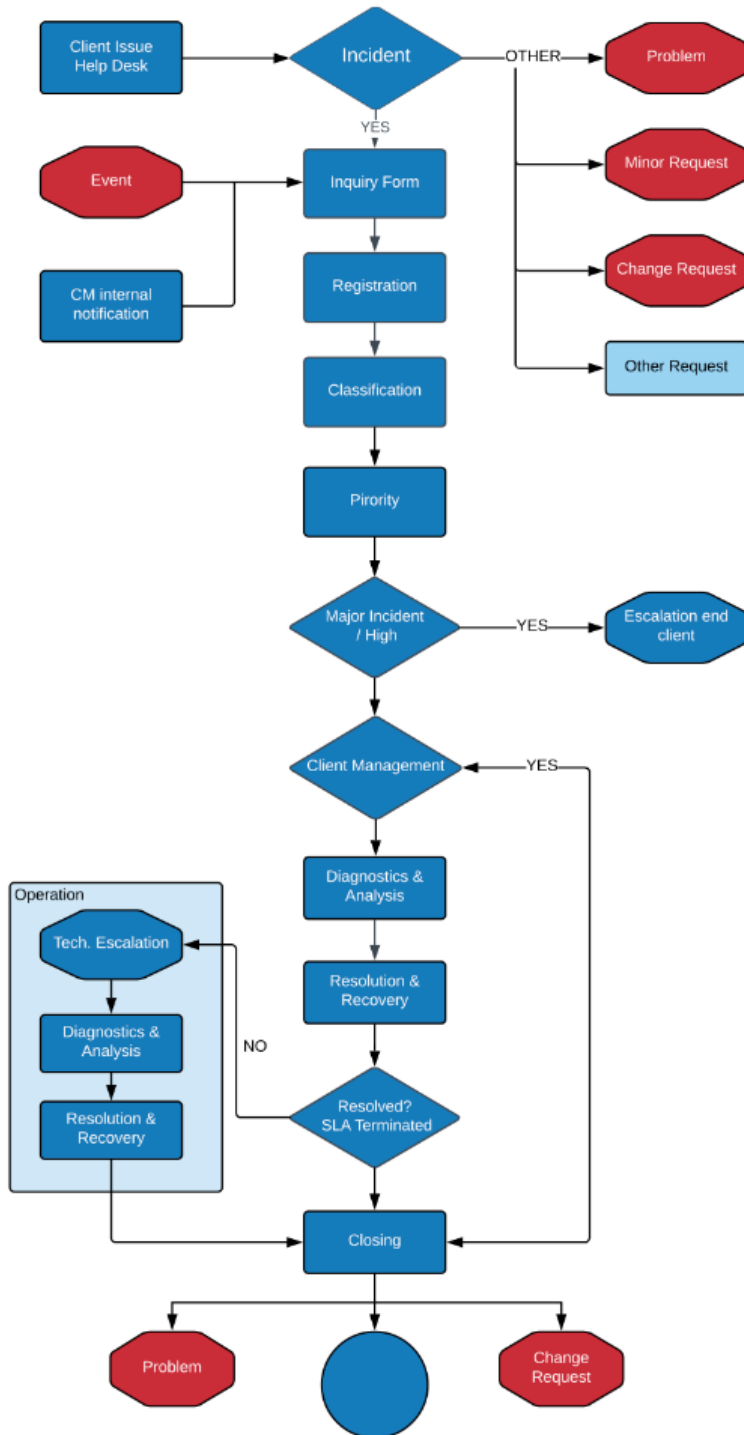 Client Issue
Help Desk
Incident
OTHER
Problem
YES
Minor Request
Event
Inquiry Form
Change Request
CM internal
notification
Registration
Other Request
Classification
Pirority
Major Incident
/ High
YES
Escalation end
client
Client Management
YES
Diagnostics &
Analysis
Operation
Tech. Escalation
Resolution &
Recovery
Diagnostics &
Analysis
NO
Resolved?
SLA Terminated
Resolution &
Recovery
Closing
Problem
Change
Request